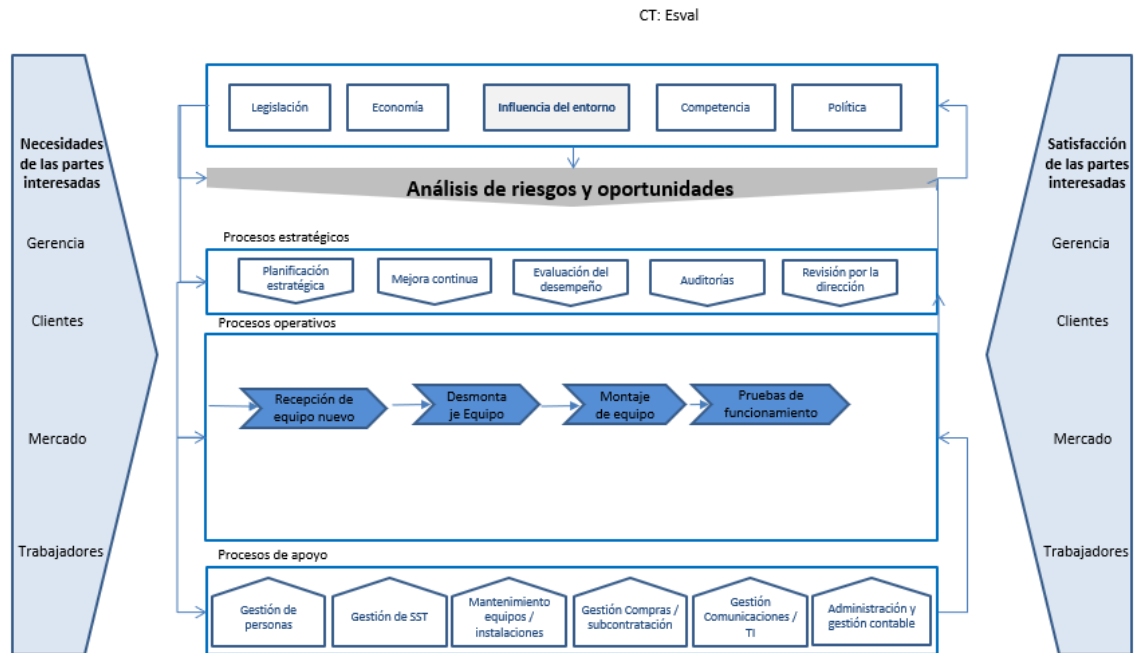 CT: Esval
Necesidades
de las partes
interesadas
Gerencia
Clientes
Mercado
Trabajadores
Legislación
Economía
Influencia del entorno
Competencia
Política
Análisis de riesgos y oportunidades
Procesos estratégicos
Planificación
estratégica
Mejora continua
Evaluación del
desempeño
Auditorías
Revisión por la
dirección
Procesos operativos
Recepción de
equipo nuevo
Desmonta
je Equipo
Montaje
de equipo
Pruebas de
funcionamiento
Procesos de apoyo
Gestión de
personas
Gestión de SST
Mantenimiento
equipos /
instalaciones
Gestión Compras /
subcontratación
Gestión
Comunicaciones /
TI
Administración y
gestión contable
Satisfacción
de las partes
interesadas
Gerencia
Clientes
Mercado
Trabajadores